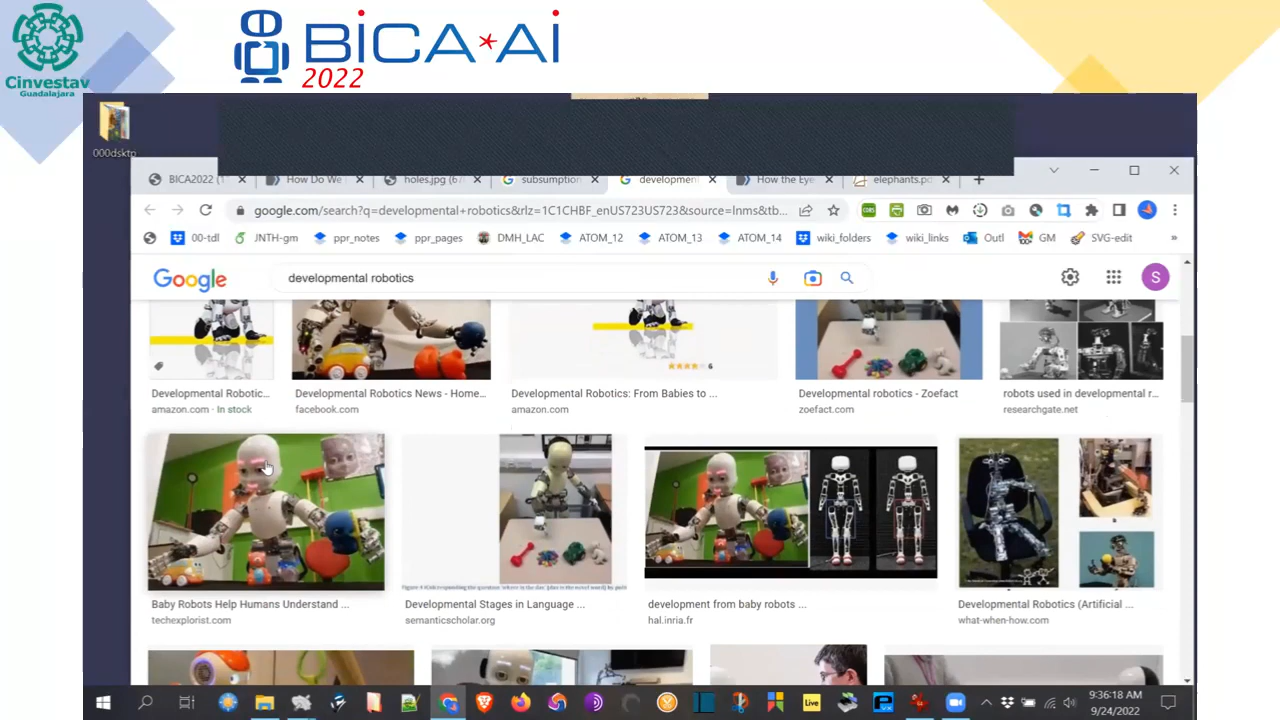 Cinvestav
Guadalajara
BiCA*Ai
2022
000dsktp
BICA2022 (
How Do We
holes.jpg (6
subsumption
developmen
How the Eye
elephants.p
google.com/search?q=developmental+robotics&rlz=1C1CHBF_enUS723US723&source=lnms&tb...
00-tdl
JNTH-gm
ppr_notes
ppr_pages
DMH_LAC
ATOM_12
ATOM_13
ATOM_14
wiki_folders
wiki_links
Outl
GM
SVG-edit
»
Google
developmental robotics
S
6
Developmental Robotic...
amazon.com · In stock
Developmental Robotics News - Home...
facebook.com
Developmental Robotics: From Babies to ...
amazon.com
Developmental robotics - Zoefact
zoefact.com
robots used in developmental r...
researchgate.net
Baby Robots Help Humans Understand ...
techexplorist.com
Developmental Stages in Language ...
semanticscholar.org
development from baby robots ...
hal.inria.fr
Developmental Robotics (Artificial ...
what-when-how.com
Live
9:36:18 AM
9/24/2022